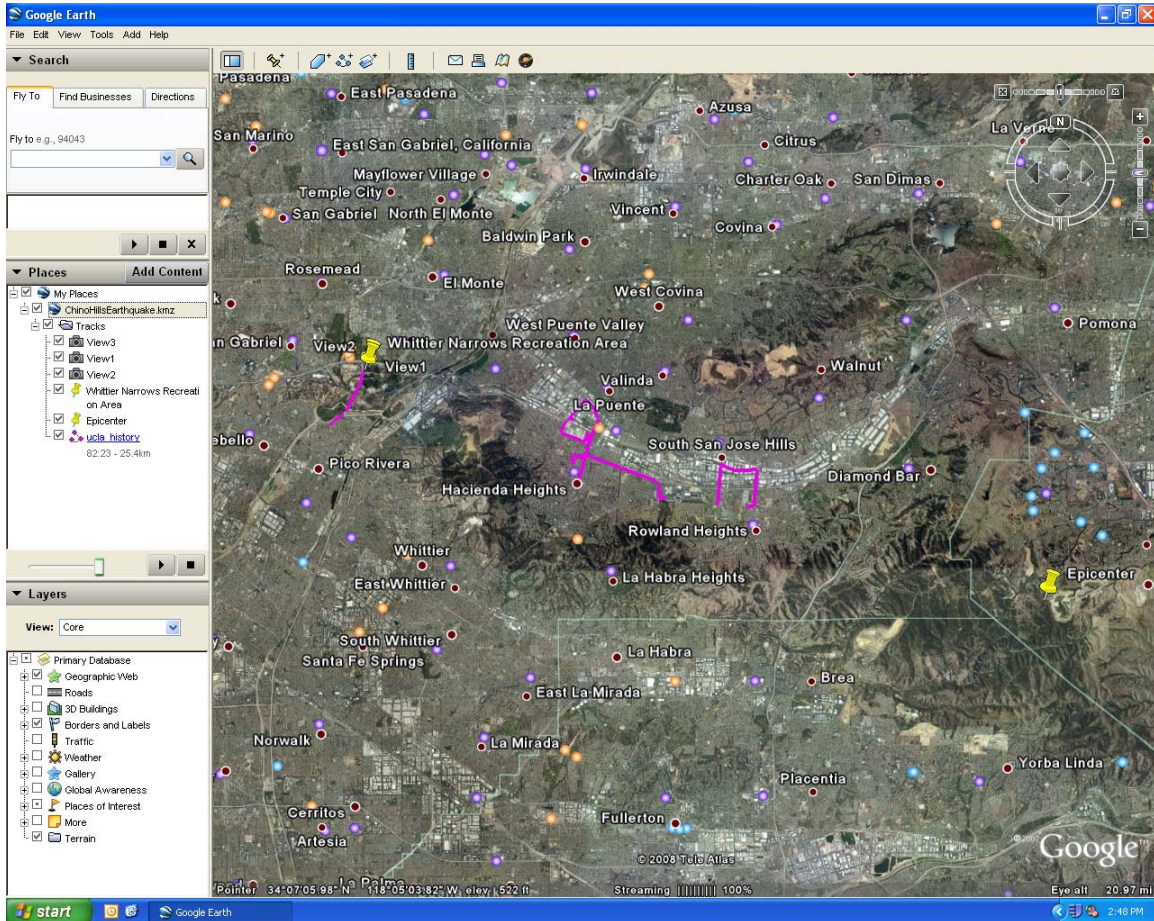 Google Earth
File Edit View Tools Add Help
Search
Fly To Find Businesses Directions
Fly to e.g., 94043
Places Add Content
My Places
ChinoHillsEarthquake.kmz
Tracks
View3
View1
View2
Whittier Narrows Recreati
on Area
Epicenter
ucla_history
82:23 - 25.4km
Layers
View: Core
Primary Database
Geographic Web
Roads
3D Buildings
Borders and Labels
Traffic
Weather
Gallery
Global Awareness
Places of Interest
More
Terrain
Pasadena
East Pasadena
Azusa
San Marino
East San Gabriel, California
Citrus
La Verne
N
Mayflower Village
Irwindale
Temple City
Charter Oak
San Dimas
San Gabriel
North El Monte
Vincent
Baldwin Park
Covina
Rosemead
El Monte
West Covina
West Puente Valley
Pomona
n Gabriel
View2
Whittier Narrows Recreation Area
View1
Walnut
Valinda
La Puente
ebello
South San Jose Hills
Pico Rivera
Hacienda Heights
Diamond Bar
Rowland Heights
Whittier
East Whittier
La Habra Heights
Epicenter
South Whittier
Santa Fe Springs
La Habra
East La Mirada
Brea
Norwalk
La Mirada
Yorba Linda
Placentia
Cerritos
Artesia
Fullerton
Google
© 2008 Tele Atlas
La Palma
Pointer 34°07'05.98" N 118°05'03.82" W elev 522 ft Streaming 100% Eye alt 20.97 mi
start Google Earth 2:48 PM